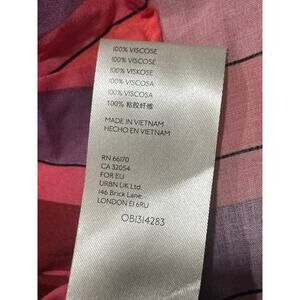 100% VISCOSE
100% VISCOSE
100% VISKOSE
100% VISCOSA
100% VISCOSA
100% 粘胶纤维
MADE IN VIETNAM
HECHO EN VIETNAM
RN 66170
CA 32054
FOR EU
URBN UK Ltd.
146 Brick Lane,
LONDON E1 6RU
OB1314283